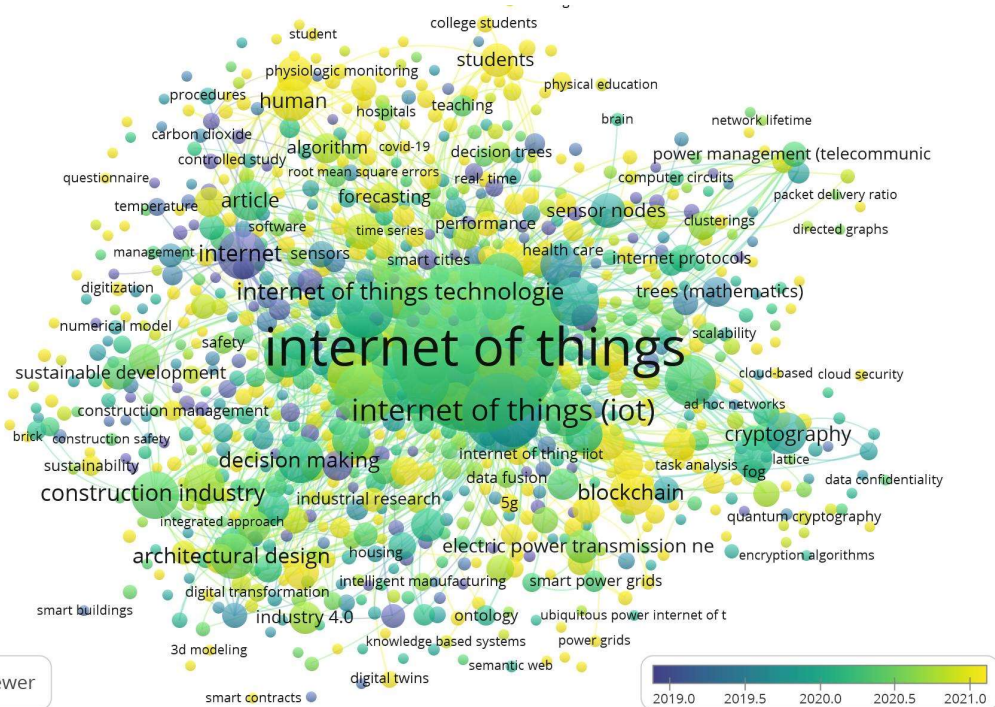 college students
student
students
physiologic monitoring
physical education
procedures
human
hospitals
teaching
brain
network lifetime
carbon dioxide
algorithm
covid-19
decision trees
power management (telecommunic
controlled study
root mean square errors
real- time
computer circuits
questionnaire
temperature
article
forecasting
packet delivery ratio
sensor nodes
clusterings
software
time series
performance
directed graphs
management
internet
sensors
smart cities
health care
internet protocols
digitization
internet of things technologie
trees (mathematics)
numerical model
safety
internet of things
scalability
sustainable development
cloud-based
cloud security
construction management
internet of things (iot)
ad hoc networks
brick
construction safety
cryptography
sustainability
decision making
internet of thing iiot
task analysis
fog
lattice
data fusion
data confidentiality
construction industry
industrial research
5g
blockchain
integrated approach
quantum cryptography
architectural design
housing
electric power transmission ne
encryption algorithms
digital transformation
intelligent manufacturing
smart power grids
smart buildings
industry 4.0
ontology
ubiquitous power internet of t
3d modeling
knowledge based systems
power grids
semantic web
digital twins
smart contracts
ewer
2019.0 2019.5 2020.0 2020.5 2021.0